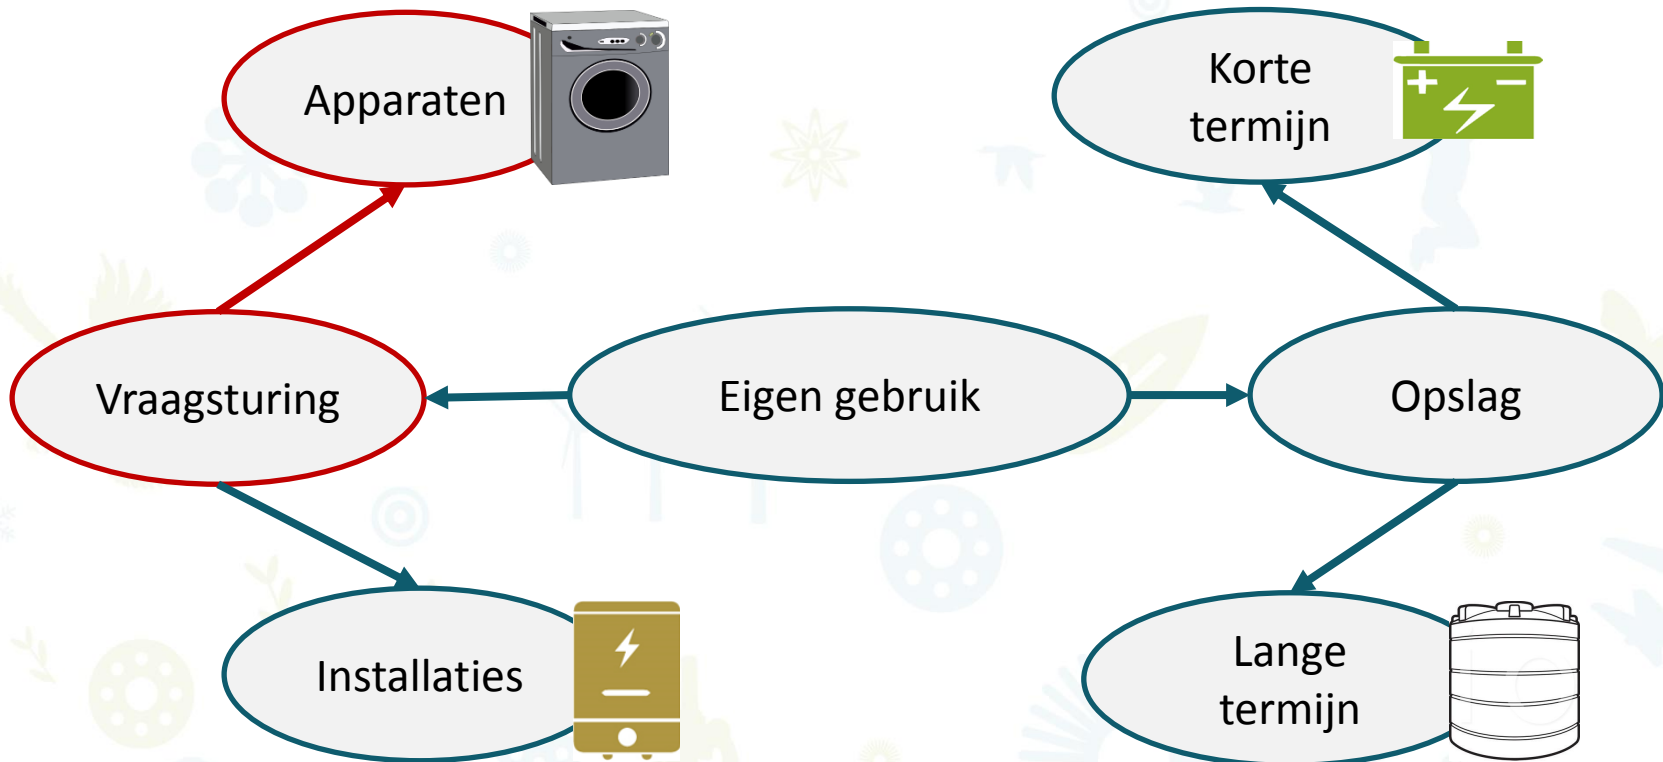 Apparaten
Korte
termijn
Vraagsturing
Eigen gebruik
Opslag
Installaties
Lange
termijn